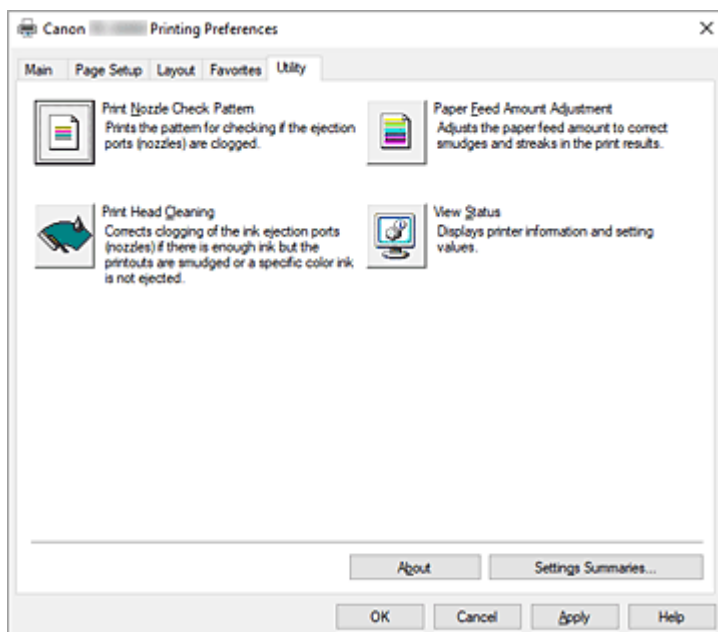 Canon Printing Preferences
Main Page Setup Layout Favorites Utility
Print Nozzle Check Pattern
Prints the pattern for checking if the ejection
ports (nozzles) are clogged.
Paper Feed Amount Adjustment
Adjusts the paper feed amount to correct
smudges and streaks in the print results.
Print Head Cleaning
Corrects clogging of the ink ejection ports
(nozzles) if there is enough ink but the
printouts are smudged or a specific color ink
is not ejected.
View Status
Displays printer information and setting
values.
About Settings Summaries...
OK Cancel Apply Help